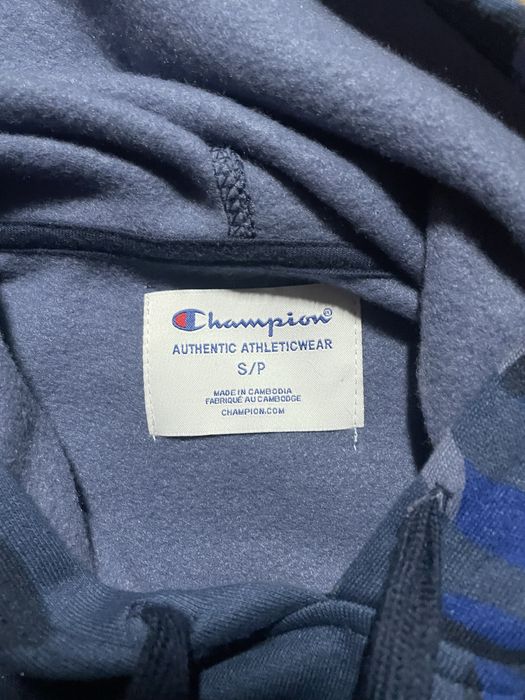 Champion®
AUTHENTIC ATHLETICWEAR
S/P
MADE IN CAMBODIA
FABRIQUÉ AU CAMBODGE
CHAMPION.COM